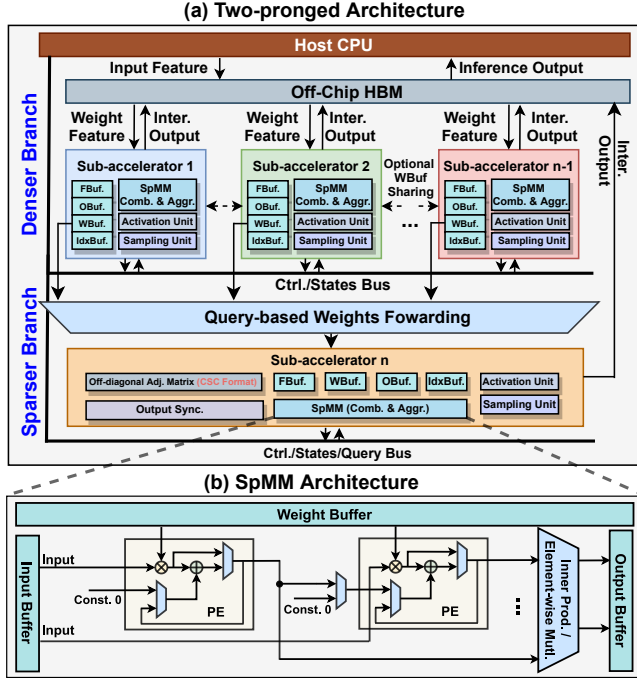 (a) Two-pronged Architecture
Host CPU
Input Feature
Inference Output
Off-Chip HBM
Denser Branch
Weight
Feature
Inter.
Output
Weight
Feature
Inter.
Output
Weight
Feature
Inter.
Output
Inter.
Output
Sub-accelerator 1
FBuf.
OBuf.
WBuf
IdxBuf.
SpMM
Comb. & Aggr.
Activation Unit
Sampling Unit
Sub-accelerator 2
FBuf.
OBuf.
WBuf
IdxBuf.
SpMM
Comb. & Aggr.
Activation Unit
Sampling Unit
Optional
WBuf
Sharing
...
Sub-accelerator n-1
FBuf.
OBuf.
WBuf
IdxBuf.
SpMM
Comb. & Aggr.
Activation Unit
Sampling Unit
Ctrl./States Bus
Sparser Branch
Query-based Weights Fowarding
Sub-accelerator n
Off-diagonal Adj. Matrix (CSC Format)
FBuf.
WBuf.
OBuf.
IdxBuf.
Activation Unit
Output Sync.
SpMM (Comb. & Aggr.)
Sampling Unit
Ctrl./States/Query Bus
(b) SpMM Architecture
Weight Buffer
Input Buffer
Input
Const. 0
Input
PE
Const. 0
PE
...
Inner Prod. /
Element-wise Mutl.
Output Buffer